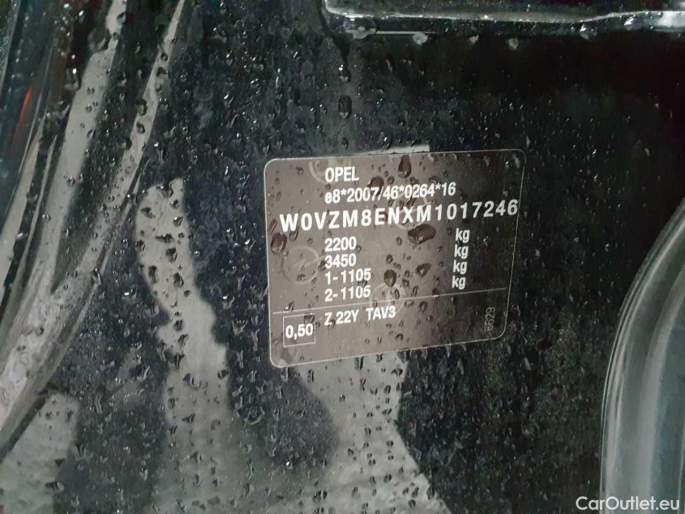 OPEL
e8*2007/46*0264*16
W0VZM8ENXM1017246
2200 kg
3450 kg
1-1105 kg
2-1105 kg
0,50 Z 22Y TAV3
6629
CarOutlet.eu